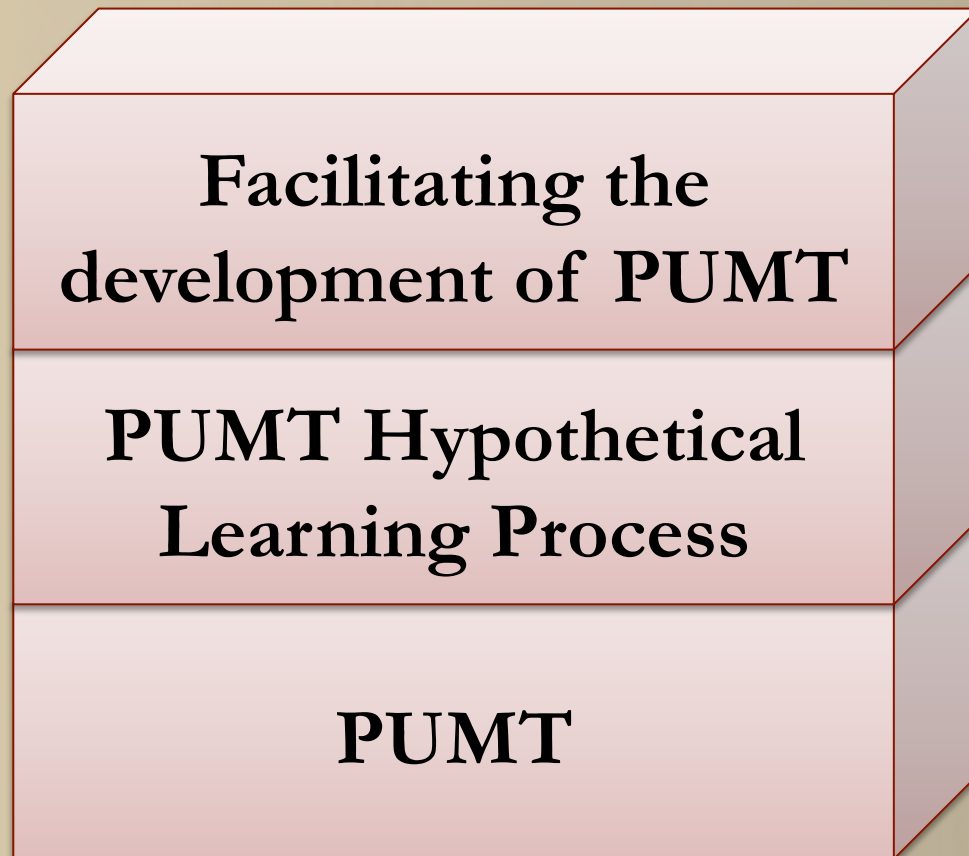 Facilitating the
development of PUMT
PUMT Hypothetical
Learning Process
PUMT